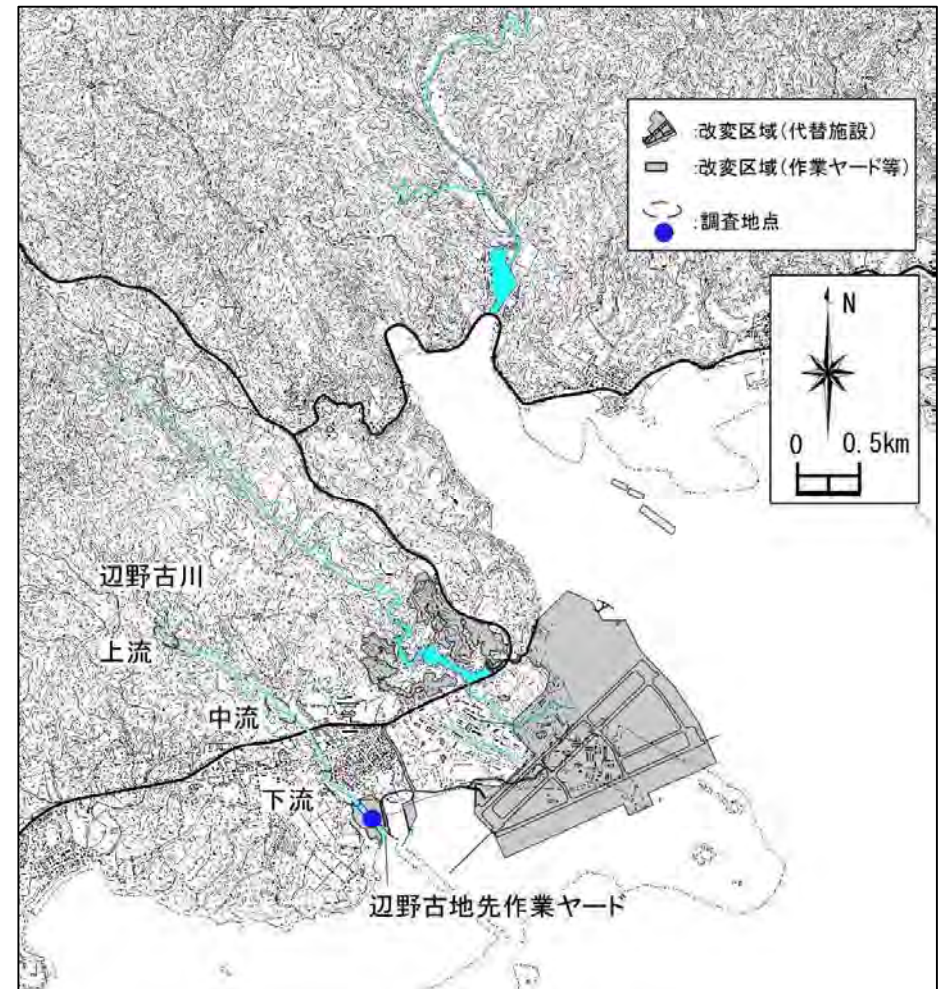 :改変区域(代替施設)
:改変区域(作業ヤード等)
:調査地点
N
0 0.5km
辺野古川
上流
中流
下流
辺野古地先作業ヤード